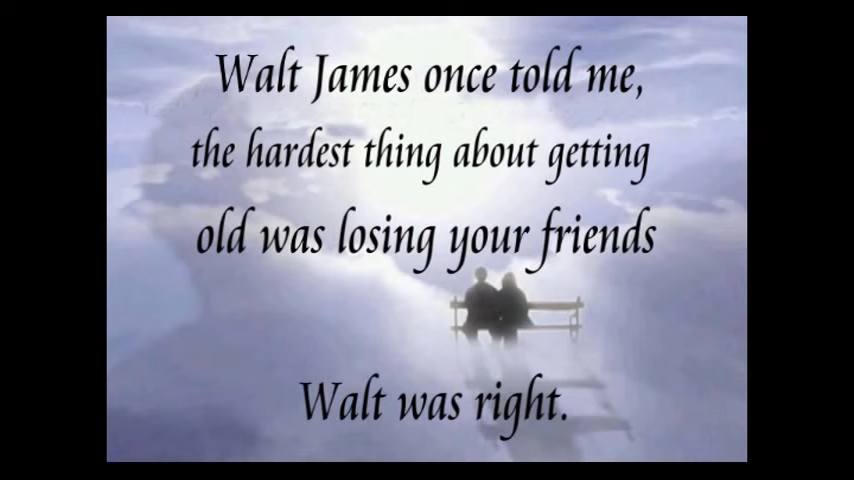 Walt James once told me,
the hardest thing about getting
old was losing your friends
Walt was right.